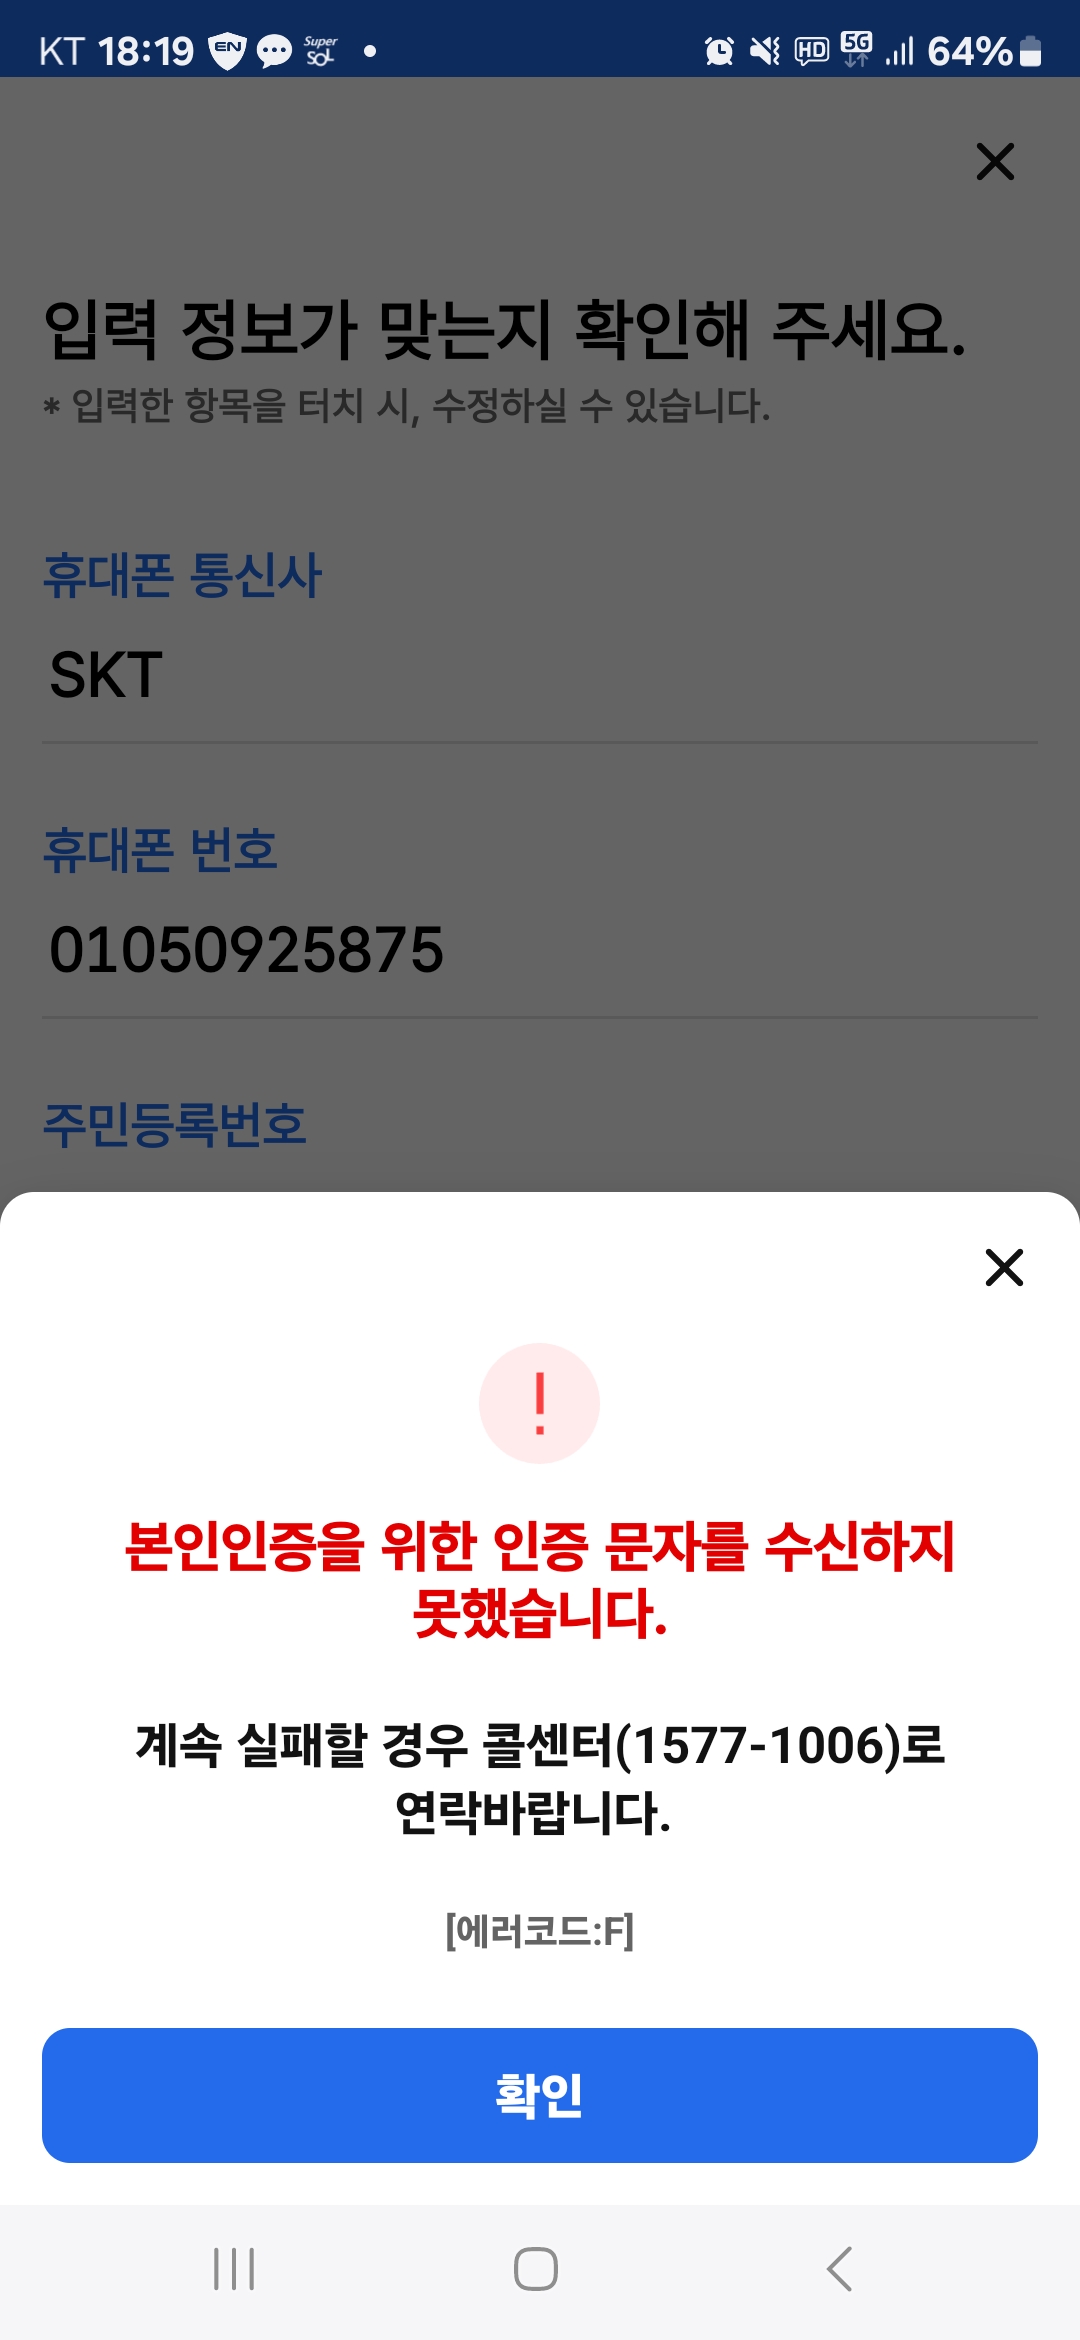 KT 18:19 EN Super SOL HD 5G 64%
입력 정보가 맞는지 확인해 주세요.
* 입력한 항목을 터치 시, 수정하실 수 있습니다.
휴대폰 통신사
SKT
휴대폰 번호
01050925875
주민등록번호
본인인증을 위한 인증 문자를 수신하지
못했습니다.
계속 실패할 경우 콜센터(1577-1006)로
연락바랍니다.
[에러코드:F]
확인